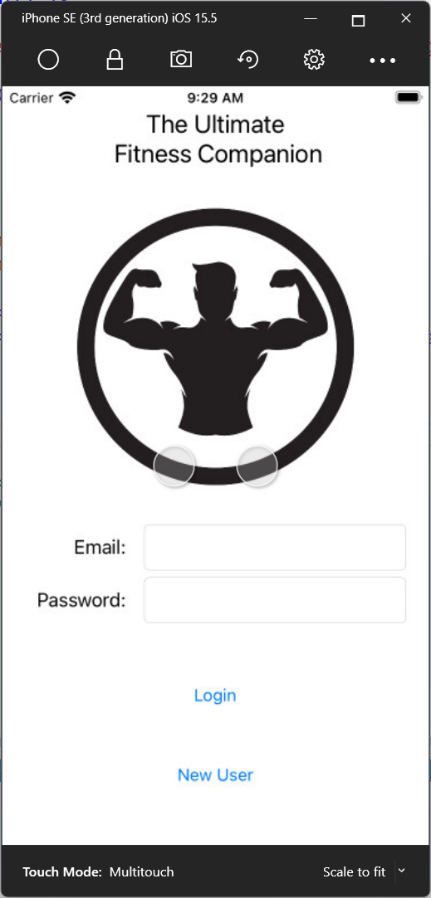 iPhone SE (3rd generation) iOS 15.5
Carrier 9:29 AM
The Ultimate
Fitness Companion
Email:
Password:
Login
New User
Touch Mode: Multitouch Scale to fit